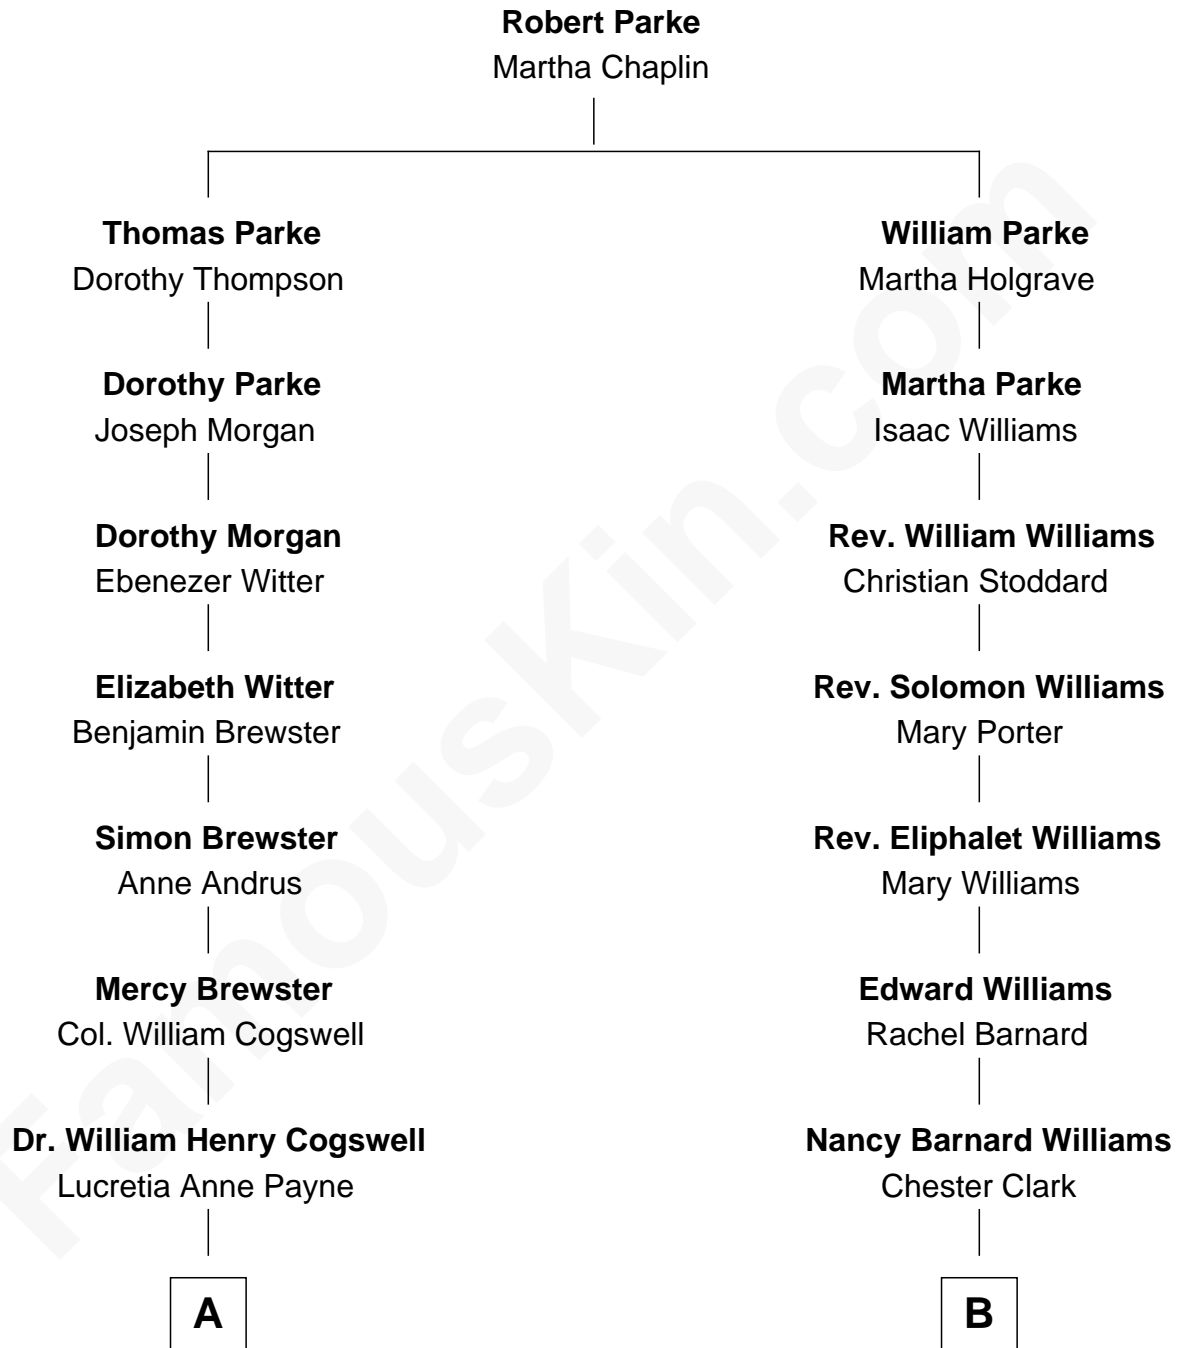 Robert Parke
Martha Chaplin
Thomas Parke
Dorothy Thompson
William Parke
Martha Holgrave
Dorothy Parke
Joseph Morgan
Martha Parke
Isaac Williams
Dorothy Morgan
Ebenezer Witter
Rev. William Williams
Christian Stoddard
Elizabeth Witter
Benjamin Brewster
Rev. Solomon Williams
Mary Porter
Simon Brewster
Anne Andrus
Rev. Eliphalet Williams
Mary Williams
Mercy Brewster
Col. William Cogswell
Edward Williams
Rachel Barnard
Dr. William Henry Cogswell
Lucretia Anne Payne
Nancy Barnard Williams
Chester Clark
A
B
FamousKin.com